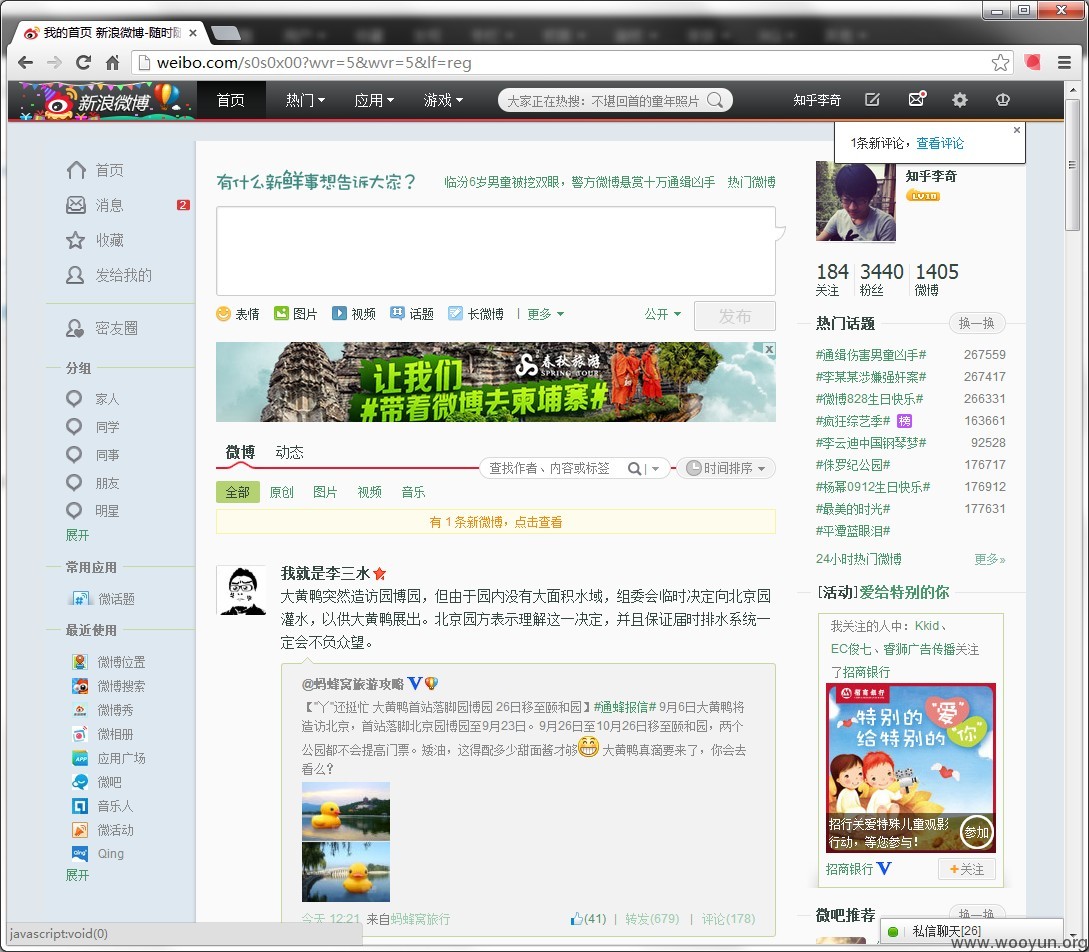 我的首页 新浪微博-随时随
weibo.com/s0s0x00?wvr=5&wvr=5&lf=reg
新浪微博
首页
热门
应用
游戏
大家正在热搜：不堪回首的童年照片
知乎李奇
1条新评论，查看评论
首页
消息
2
收藏
发给我的
密友圈
分组
家人
同学
同事
朋友
明星
展开
常用应用
微话题
最近使用
微博位置
微博搜索
微博秀
微相册
应用广场
微吧
音乐人
微活动
Qing
展开
有什么新鲜事想告诉大家？
临汾6岁男童被挖双眼，警方微博悬赏十万通缉凶手 热门微博
表情 图片 视频 话题 长微博 | 更多
公开
发布
春秋旅游
SPRING TOUR
让我们
#带着微博去柬埔寨#
微博 动态
查找作者、内容或标签
时间排序
全部 原创 图片 视频 音乐
有 1 条新微博，点击查看
我就是李三水
大黄鸭突然造访园博园，但由于园内没有大面积水域，组委会临时决定向北京园
灌水，以供大黄鸭展出。北京园方表示理解这一决定，并且保证届时排水系统一
定会不负众望。
@蚂蜂窝旅游攻略
【“丫”还挺忙 大黄鸭首站落脚园博园 26日移至颐和园】#通蜂报信# 9月6日大黄鸭将
造访北京，首站落脚北京园博园至9月23日。9月26日至10月26日移至颐和园，两个
公园都不会提高门票。矮油，这得配多少甜面酱才够 大黄鸭真滴要来了，你会去
看么？
今天 12:21 来自蚂蜂窝旅行
(41) | 转发(679) | 评论(178)
知乎李奇
LV10
184 3440 1405
关注 粉丝 微博
热门话题
换一换
#通缉伤害男童凶手# 267559
#李某某涉嫌强奸案# 267417
#微博828生日快乐# 266331
#疯狂综艺季# 榜 163661
#李云迪中国钢琴梦# 92528
#侏罗纪公园# 176717
#杨幂0912生日快乐# 176912
#最美的时光# 177631
#平潭蓝眼泪#
24小时热门微博 更多»
[活动]爱给特别的你
我关注的人中：Kkid、
EC俊七、睿狮广告传播关注
了招商银行
招商银行
特别的“爱”
给特别的“你”
招行关爱特殊儿童观影
行动，等您参与！
参加
招商银行
+关注
微吧推荐
换一换
私信聊天[26]
javascript:void(0)
www.wooyun.org